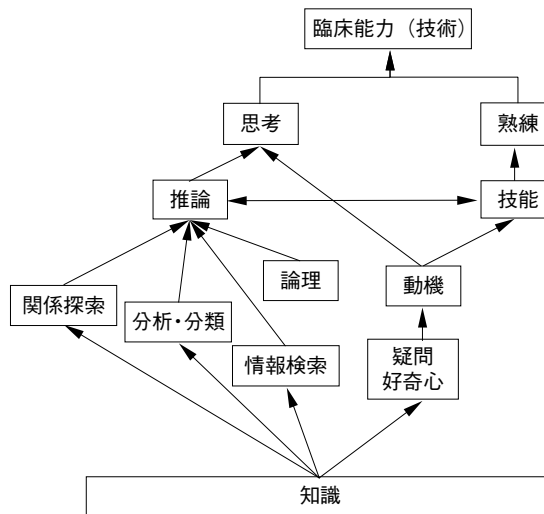 臨床能力（技術）
思考
熟練
推論
技能
論理
動機
関係探索
分析・分類
情報検索
疑問
好奇心
知識